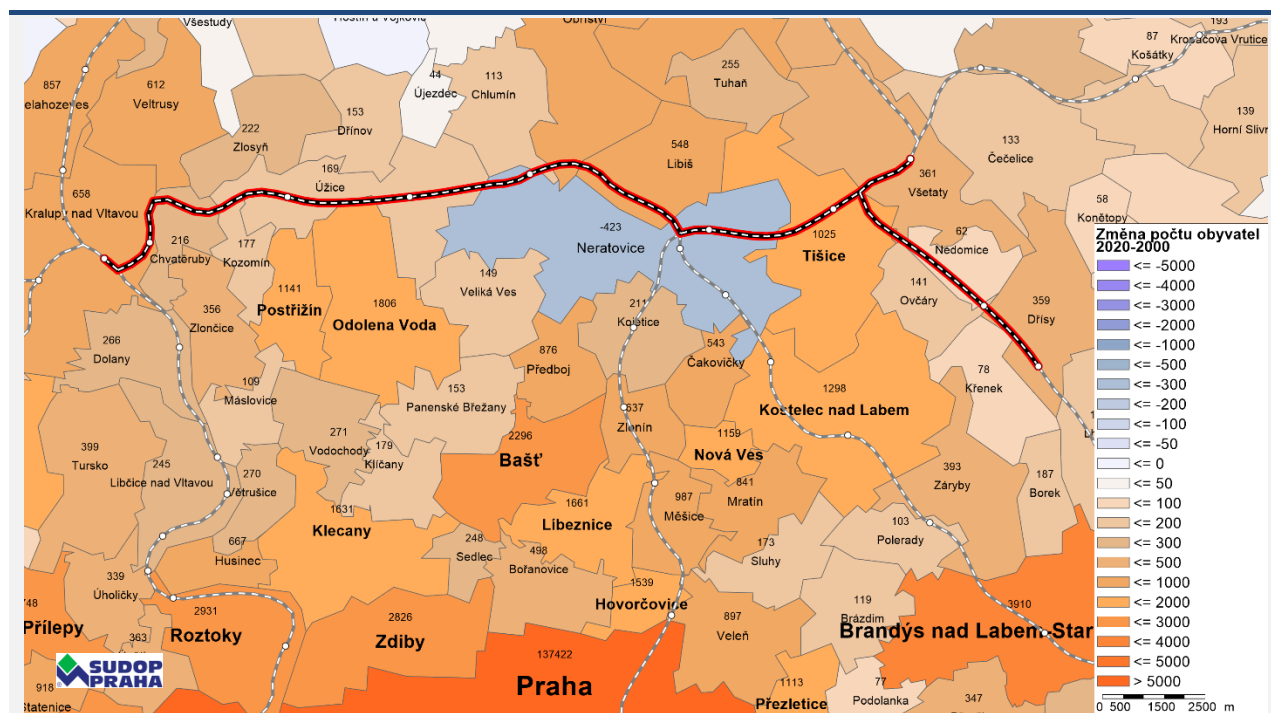 Všestudy
Obříství
193
87
Krpačova Vrutice
Košátky
857
612
Veltrusy
44
Újezdec
113
Chlumín
255
Tuhaň
139
222
Zlosyň
153
Dřínov
Horní Slivr
133
Čečelice
548
Libiš
169
Úžice
361
Všetaty
658
Kralupy nad Vltavou
58
Konětopy
216
Chvatěruby
177
Kozomín
-423
Neratovice
1025
Tišice
62
Nedomice
149
Veliká Ves
141
Ovčáry
1141
Postřižín
1806
Odolena Voda
211
Kojetice
359
Dřísy
356
Zlončice
266
Dolany
876
Předboj
543
Čakovičky
78
Křenek
109
Máslovice
153
Panenské Břežany
1298
Kostelec nad Labem
637
Zlonín
271
Vodochody
179
Klíčany
2296
Bašť
1159
Nová Ves
399
Tursko
245
Libčice nad Vltavou
270
Větrušice
393
Záryby
187
Borek
841
Mratín
987
Měšice
1631
Klecany
1661
Líbeznice
103
Polerady
667
Husinec
248
Sedlec
498
Bořanovice
173
Sluhy
339
Úholičky
1539
Hovorčovice
119
Brázdim
3910
Brandýs nad Labem-Star
748
Přílepy
2931
Roztoky
2826
Zdiby
897
Veleň
363
137422
Praha
918
Statenice
1113
Přezletice
77
Podolanka
347
SUDOP
PRAHA
Změna počtu obyvatel
2020-2000
<= -5000
<= -4000
<= -3000
<= -2000
<= -1000
<= -500
<= -300
<= -200
<= -100
<= -50
<= 0
<= 50
<= 100
<= 200
<= 300
<= 500
<= 1000
<= 2000
<= 3000
<= 4000
<= 5000
> 5000
0 500 1500 2500 m